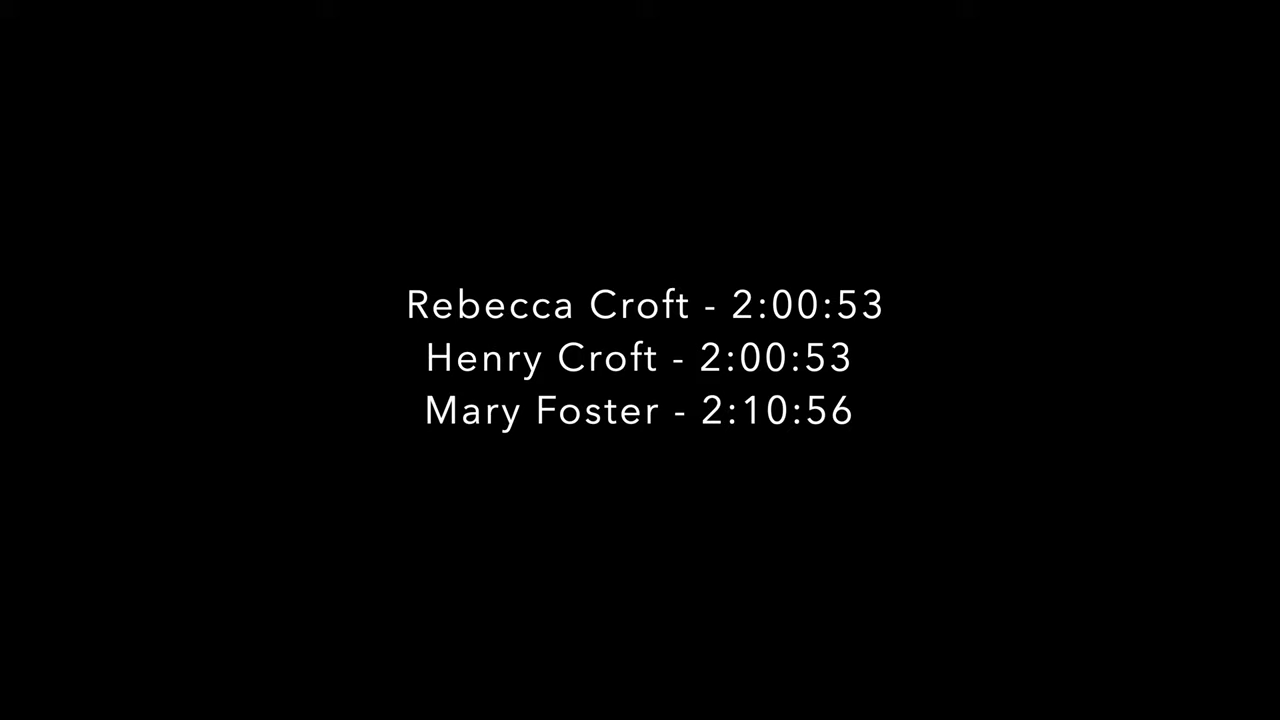 Rebecca Croft - 2:00:53
Henry Croft - 2:00:53
Mary Foster - 2:10:56